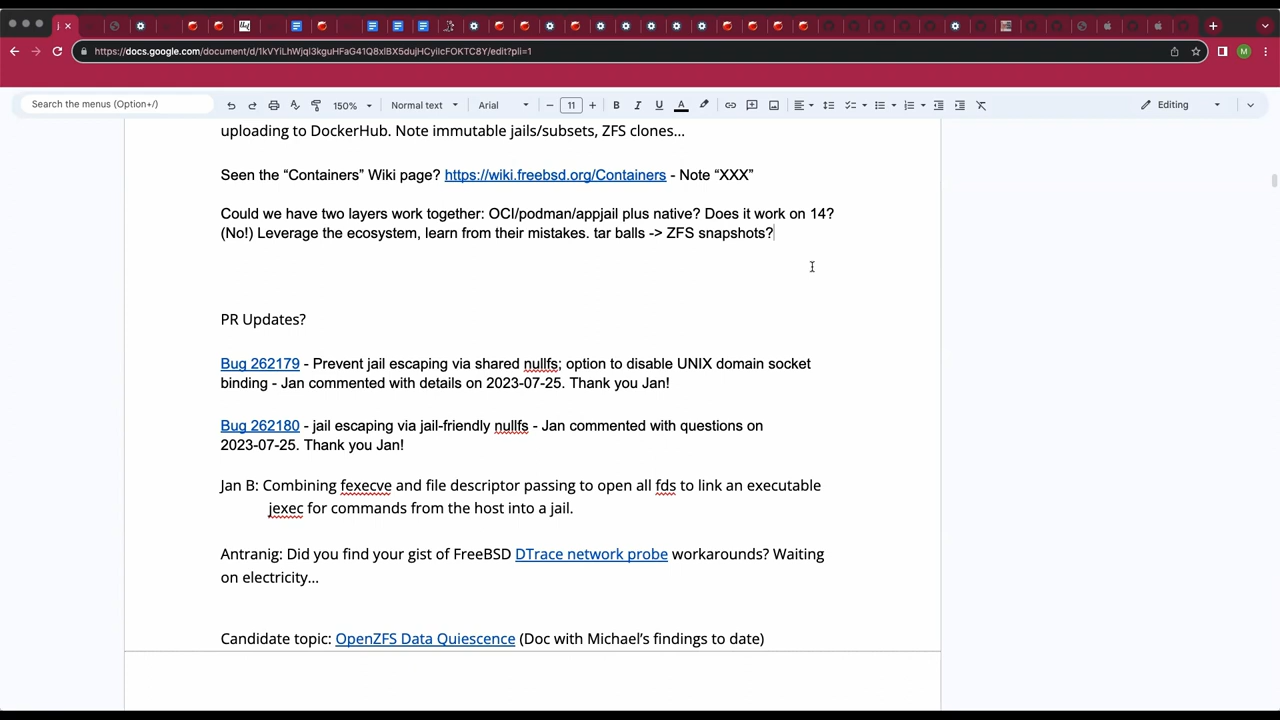 https://docs.google.com/document/d/1kVYiLhWjqI3kguHFaG41Q8xlBX5dujHCyiIcFOKTC8Y/edit?pli=1
M
Search the menus (Option+/)
150%
Normal text
Arial
11
Editing
uploading to DockerHub. Note immutable jails/subsets, ZFS clones...
Seen the “Containers” Wiki page? https://wiki.freebsd.org/Containers - Note “XXX”
Could we have two layers work together: OCI/podman/appjail plus native? Does it work on 14?
(No!) Leverage the ecosystem, learn from their mistakes. tar balls -> ZFS snapshots?
PR Updates?
Bug 262179 - Prevent jail escaping via shared nullfs; option to disable UNIX domain socket
binding - Jan commented with details on 2023-07-25. Thank you Jan!
Bug 262180 - jail escaping via jail-friendly nullfs - Jan commented with questions on
2023-07-25. Thank you Jan!
Jan B: Combining fexecve and file descriptor passing to open all fds to link an executable
jexec for commands from the host into a jail.
Antranig: Did you find your gist of FreeBSD DTrace network probe workarounds? Waiting
on electricity...
Candidate topic: OpenZFS Data Quiescence (Doc with Michael’s findings to date)